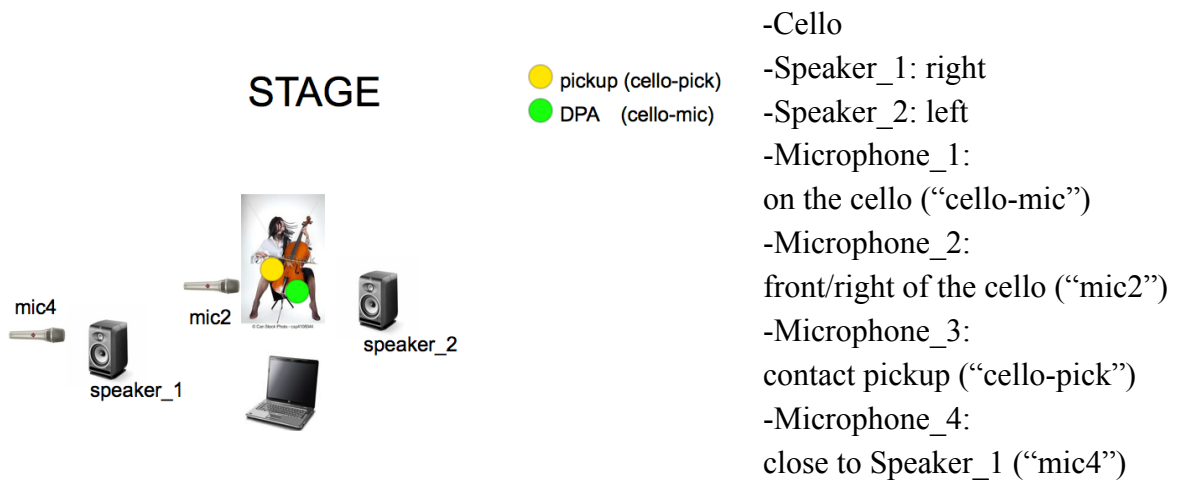 STAGE
pickup (cello-pick)
DPA (cello-mic)
mic4
speaker_1
mic2
speaker_2
-Cello
-Speaker_1: right
-Speaker_2: left
-Microphone_1:
on the cello (“cello-mic”)
-Microphone_2:
front/right of the cello (“mic2”)
-Microphone_3:
contact pickup (“cello-pick”)
-Microphone_4:
close to Speaker_1 (“mic4”)